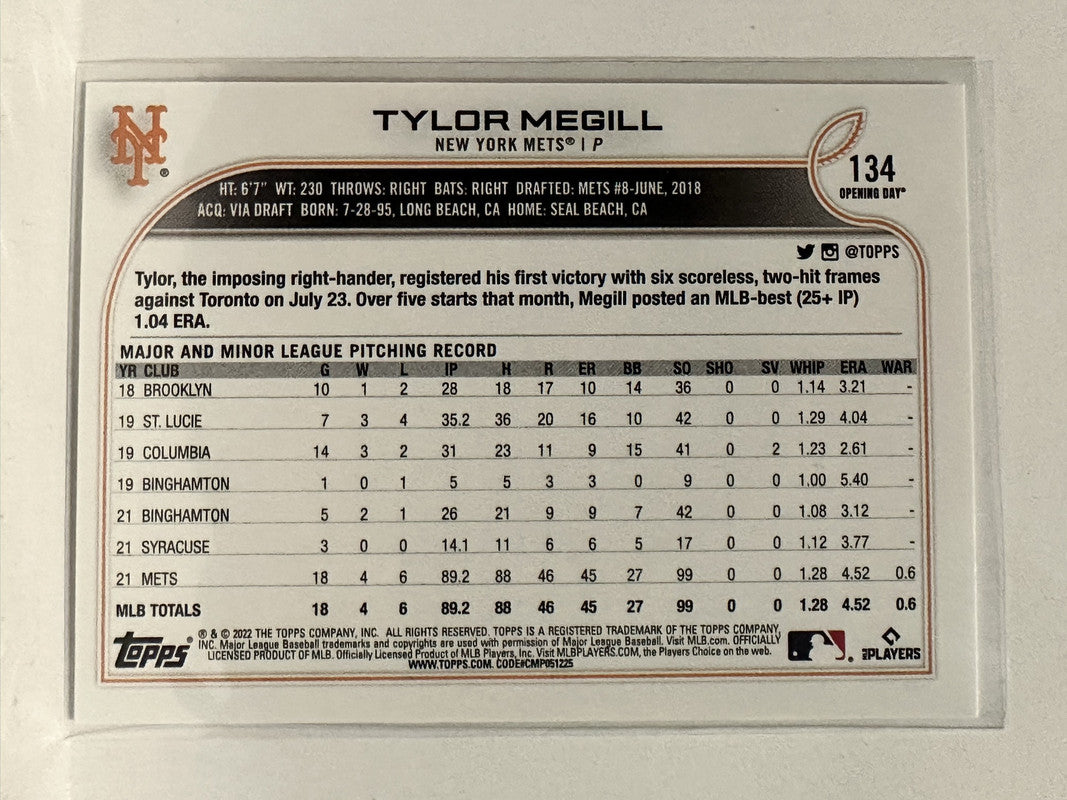 NY
®
TYLOR MEGILL
NEW YORK METS® | P
134
OPENING DAY®
HT: 6'7" WT: 230 THROWS: RIGHT BATS: RIGHT DRAFTED: METS #8-JUNE, 2018
ACQ: VIA DRAFT BORN: 7-28-95, LONG BEACH, CA HOME: SEAL BEACH, CA
@TOPPS
Tylor, the imposing right-hander, registered his first victory with six scoreless, two-hit frames
against Toronto on July 23. Over five starts that month, Megill posted an MLB-best (25+ IP)
1.04 ERA.
MAJOR AND MINOR LEAGUE PITCHING RECORD
YR CLUB G W L IP H R ER BB SO SHO SV WHIP ERA WAR
18 BROOKLYN 10 1 2 28 18 17 10 14 36 0 0 1.14 3.21 -
19 ST. LUCIE 7 3 4 35.2 36 20 16 10 42 0 0 1.29 4.04 -
19 COLUMBIA 14 3 2 31 23 11 9 15 41 0 2 1.23 2.61 -
19 BINGHAMTON 1 0 1 5 5 3 3 0 9 0 0 1.00 5.40 -
21 BINGHAMTON 5 2 1 26 21 9 9 7 42 0 0 1.08 3.12 -
21 SYRACUSE 3 0 0 14.1 11 6 6 5 17 0 0 1.12 3.77 -
21 METS 18 4 6 89.2 88 46 45 27 99 0 0 1.28 4.52 0.6
MLB TOTALS 18 4 6 89.2 88 46 45 27 99 0 0 1.28 4.52 0.6
Topps®
® & © 2022 THE TOPPS COMPANY, INC. ALL RIGHTS RESERVED. TOPPS IS A REGISTERED TRADEMARK OF THE TOPPS COMPANY,
INC. Major League Baseball trademarks and copyrights are used with permission of Major League Baseball. Visit MLB.com. OFFICIALLY
LICENSED PRODUCT OF MLB. Officially Licensed Product of MLB Players, Inc. Visit MLBPLAYERS.COM, the Players Choice on the web.
WWW.TOPPS.COM. CODE#CMP051225
MLB PLAYERS